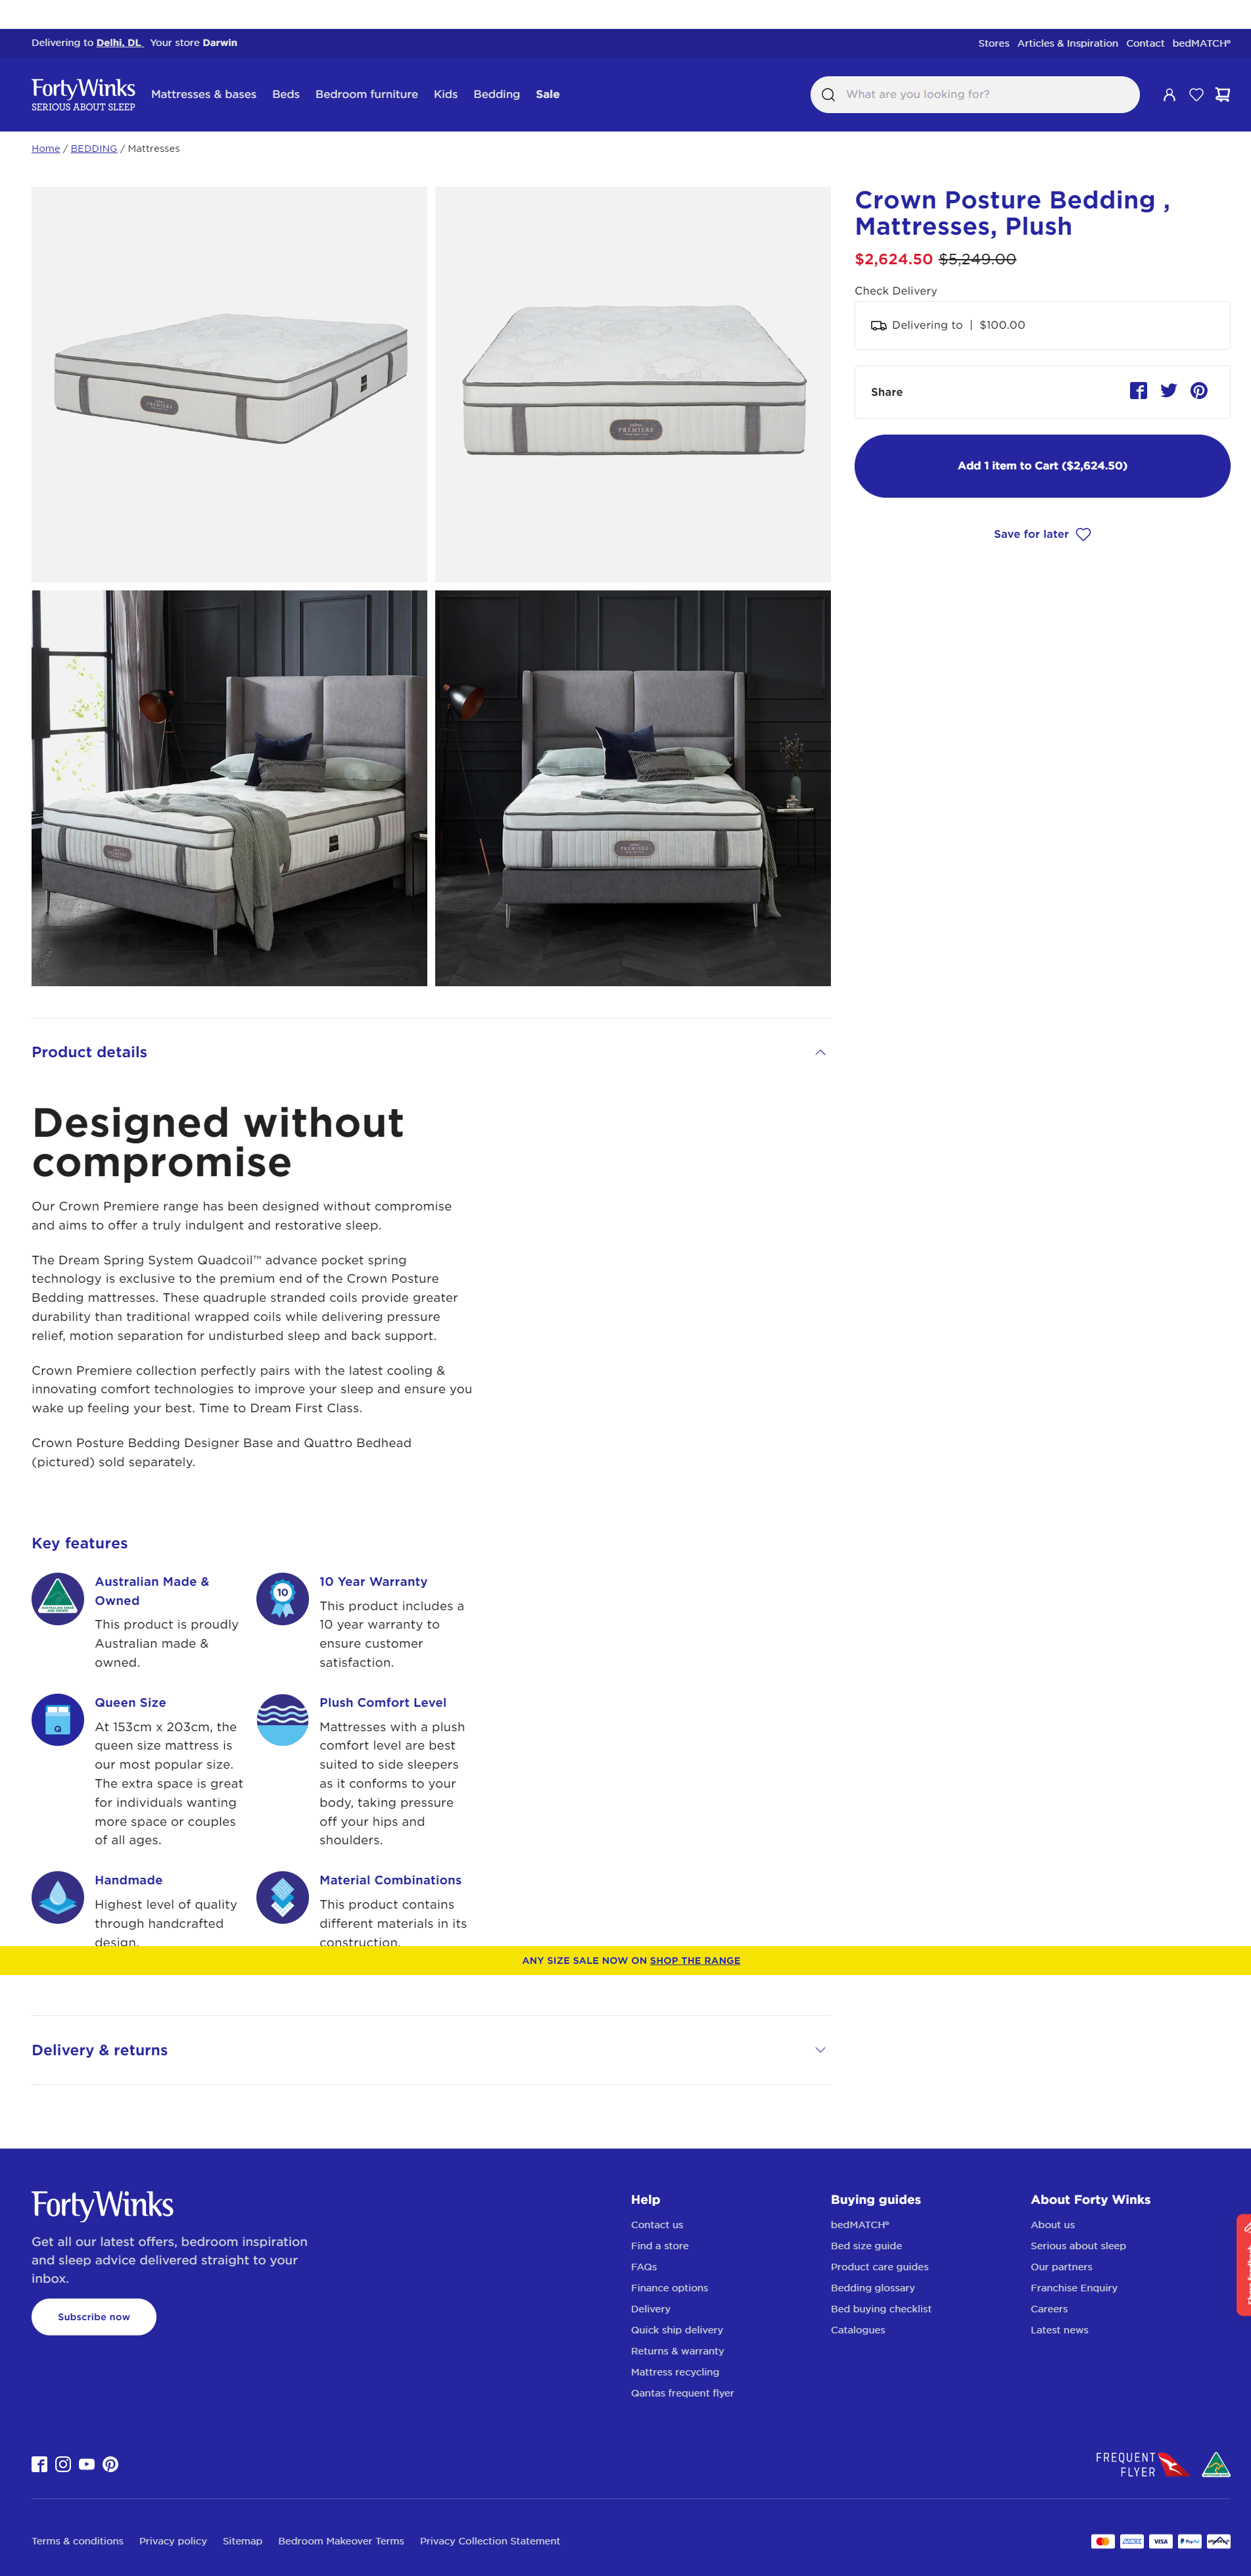 Delivering to Delhi, DL Your store Darwin
Stores Articles & Inspiration Contact bedMATCH®
FortyWinks
SERIOUS ABOUT SLEEP
Mattresses & bases Beds Bedroom furniture Kids Bedding Sale
What are you looking for?
Home / BEDDING / Mattresses
Crown Posture Bedding ,
Mattresses, Plush
$2,624.50 $5,249.00
Check Delivery
Delivering to | $100.00
Share
Add 1 item to Cart ($2,624.50)
Save for later
PREMIERE
PREMIERE
PREMIERE
PREMIERE
Product details
Designed without
compromise
Our Crown Premiere range has been designed without compromise
and aims to offer a truly indulgent and restorative sleep.
The Dream Spring System Quadcoil™ advance pocket spring
technology is exclusive to the premium end of the Crown Posture
Bedding mattresses. These quadruple stranded coils provide greater
durability than traditional wrapped coils while delivering pressure
relief, motion separation for undisturbed sleep and back support.
Crown Premiere collection perfectly pairs with the latest cooling &
innovating comfort technologies to improve your sleep and ensure you
wake up feeling your best. Time to Dream First Class.
Crown Posture Bedding Designer Base and Quattro Bedhead
(pictured) sold separately.
Key features
Australian Made &
Owned
This product is proudly
Australian made &
owned.
10
10 Year Warranty
This product includes a
10 year warranty to
ensure customer
satisfaction.
Q
Queen Size
At 153cm x 203cm, the
queen size mattress is
our most popular size.
The extra space is great
for individuals wanting
more space or couples
of all ages.
Plush Comfort Level
Mattresses with a plush
comfort level are best
suited to side sleepers
as it conforms to your
body, taking pressure
off your hips and
shoulders.
Handmade
Highest level of quality
through handcrafted
design.
Material Combinations
This product contains
different materials in its
construction.
ANY SIZE SALE NOW ON SHOP THE RANGE
Delivery & returns
FortyWinks
Get all our latest offers, bedroom inspiration
and sleep advice delivered straight to your
inbox.
Subscribe now
Help
Contact us
Find a store
FAQs
Finance options
Delivery
Quick ship delivery
Returns & warranty
Mattress recycling
Qantas frequent flyer
Buying guides
bedMATCH®
Bed size guide
Product care guides
Bedding glossary
Bed buying checklist
Catalogues
About Forty Winks
About us
Serious about sleep
Our partners
Franchise Enquiry
Careers
Latest news
FREQUENT
FLYER
Terms & conditions Privacy policy Sitemap Bedroom Makeover Terms Privacy Collection Statement
VISA PayPal